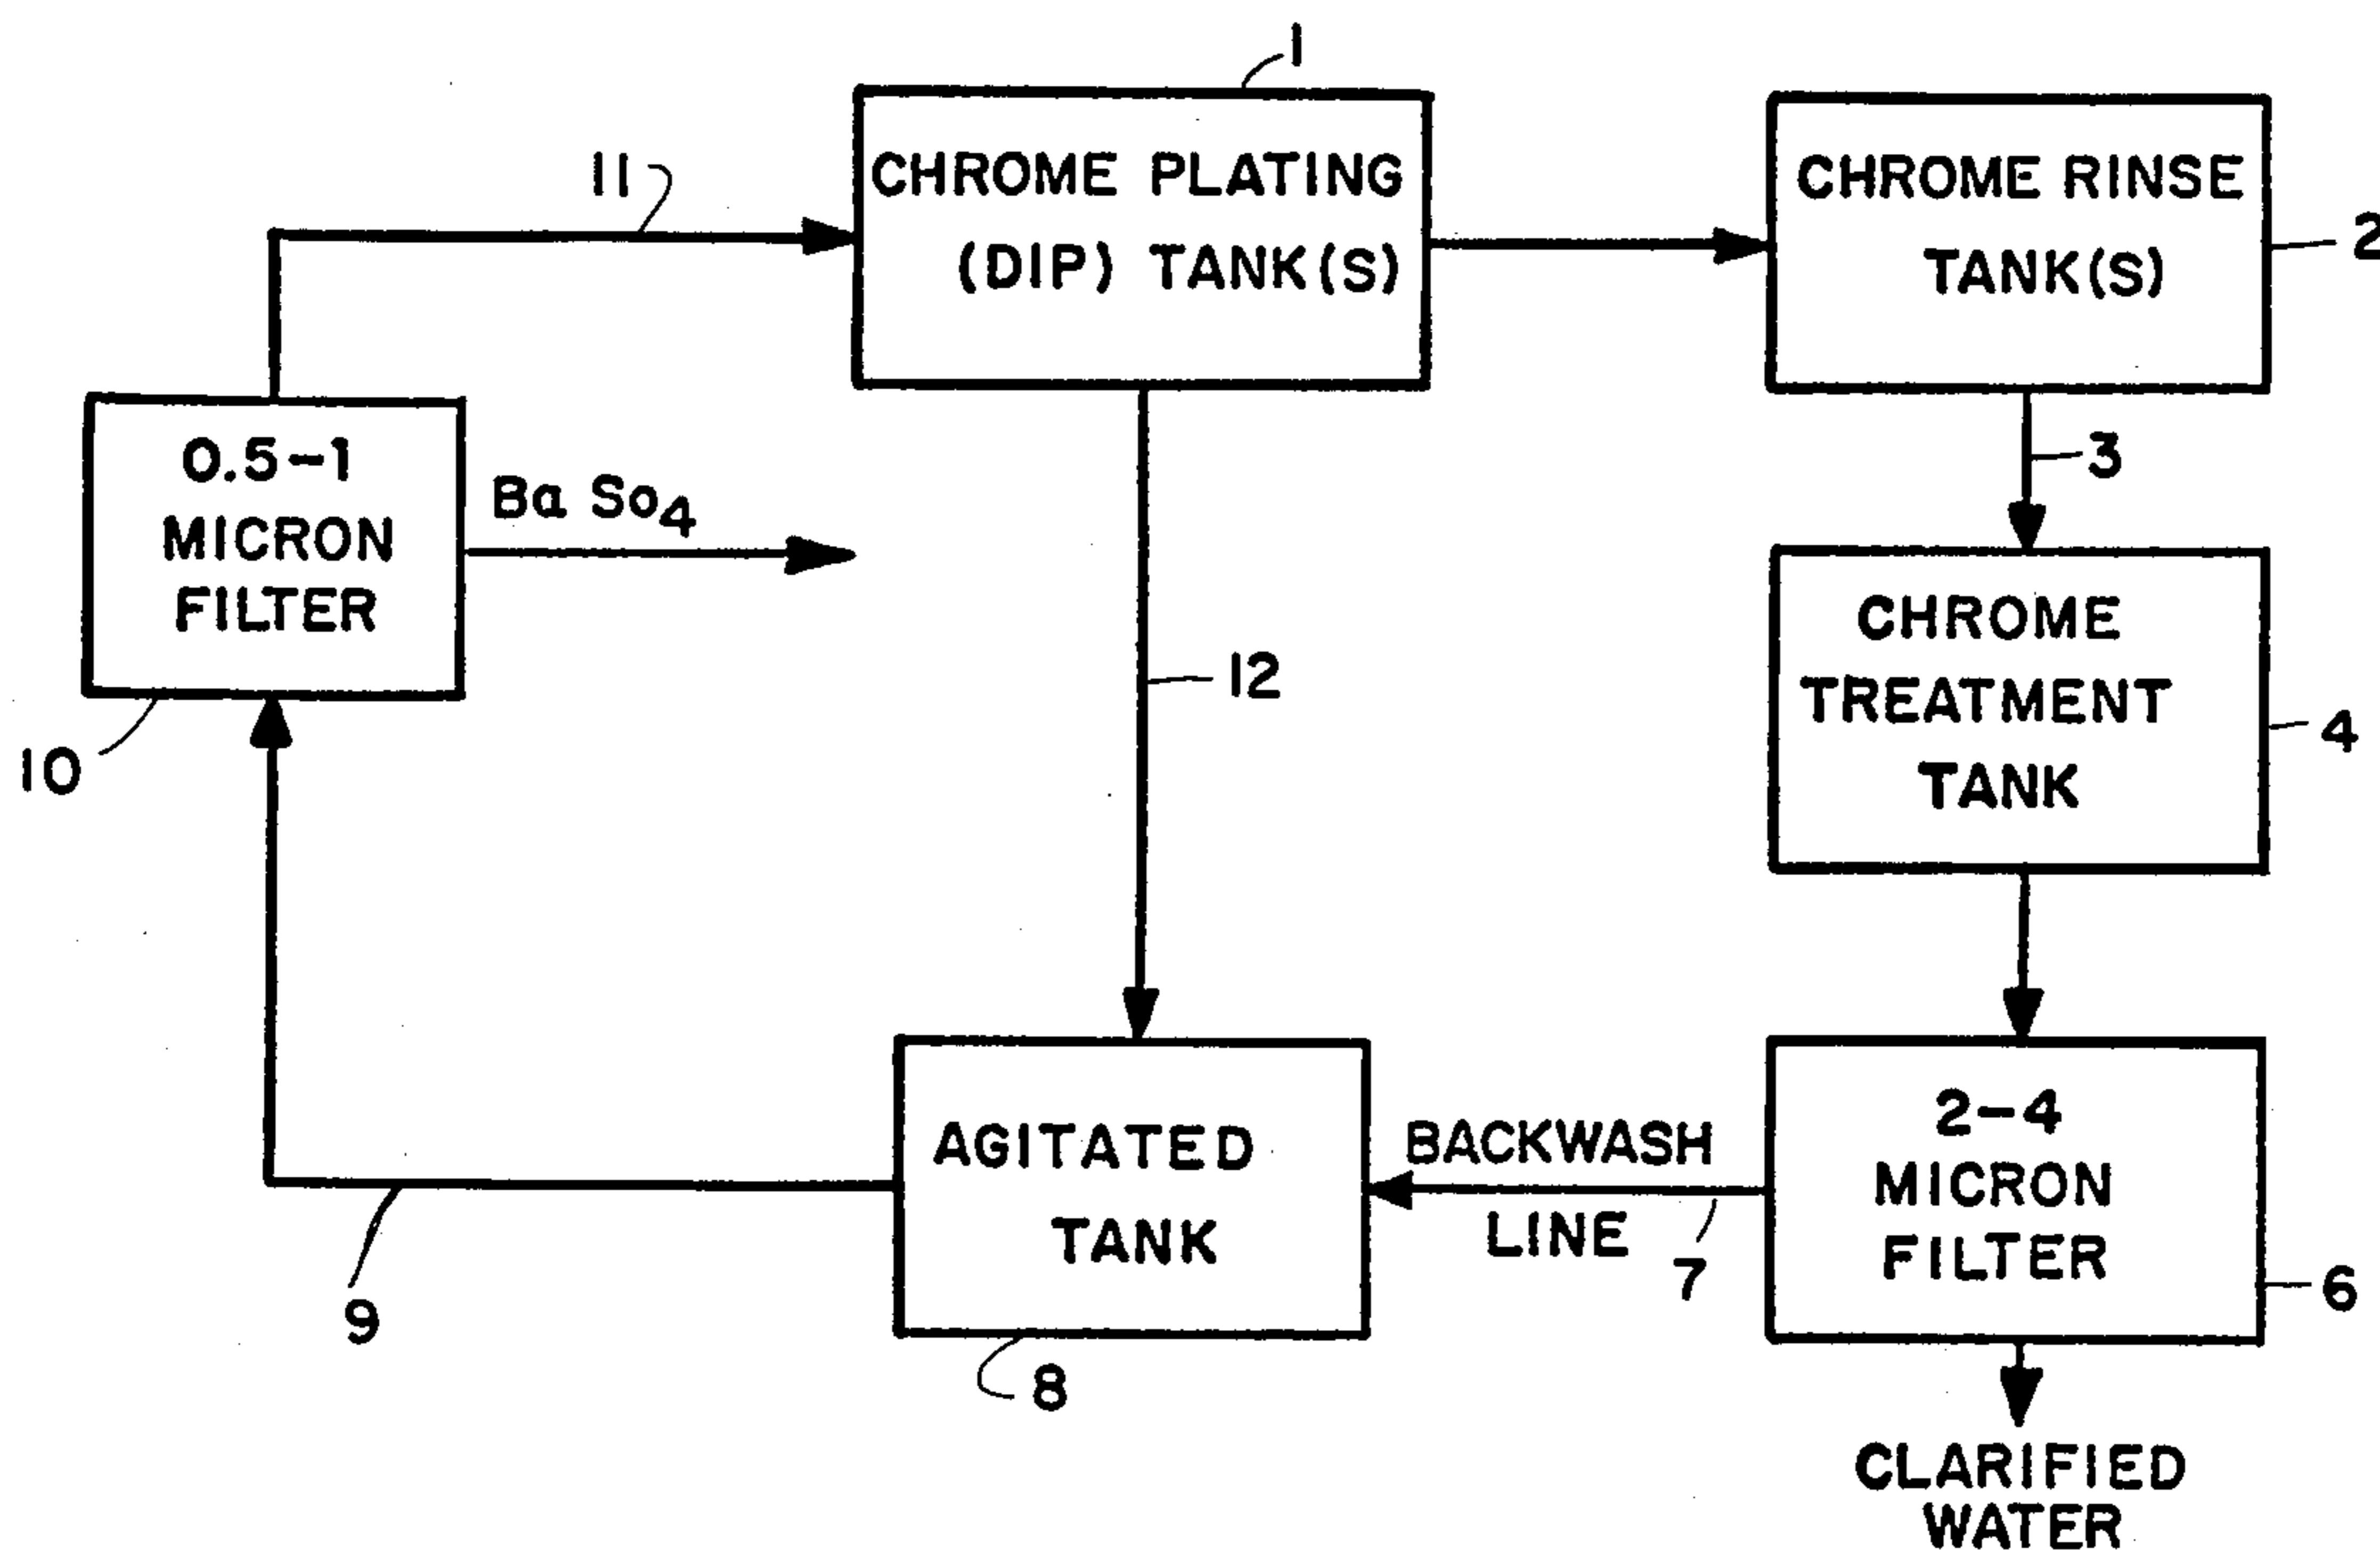 1
CHROME PLATING
(DIP) TANK(S)
CHROME RINSE
TANK(S)
2
11
3
0.5-1
MICRON
FILTER
Ba So4
10
12
CHROME
TREATMENT
TANK
4
AGITATED
TANK
8
BACKWASH
LINE
7
2-4
MICRON
FILTER
6
9
CLARIFIED
WATER